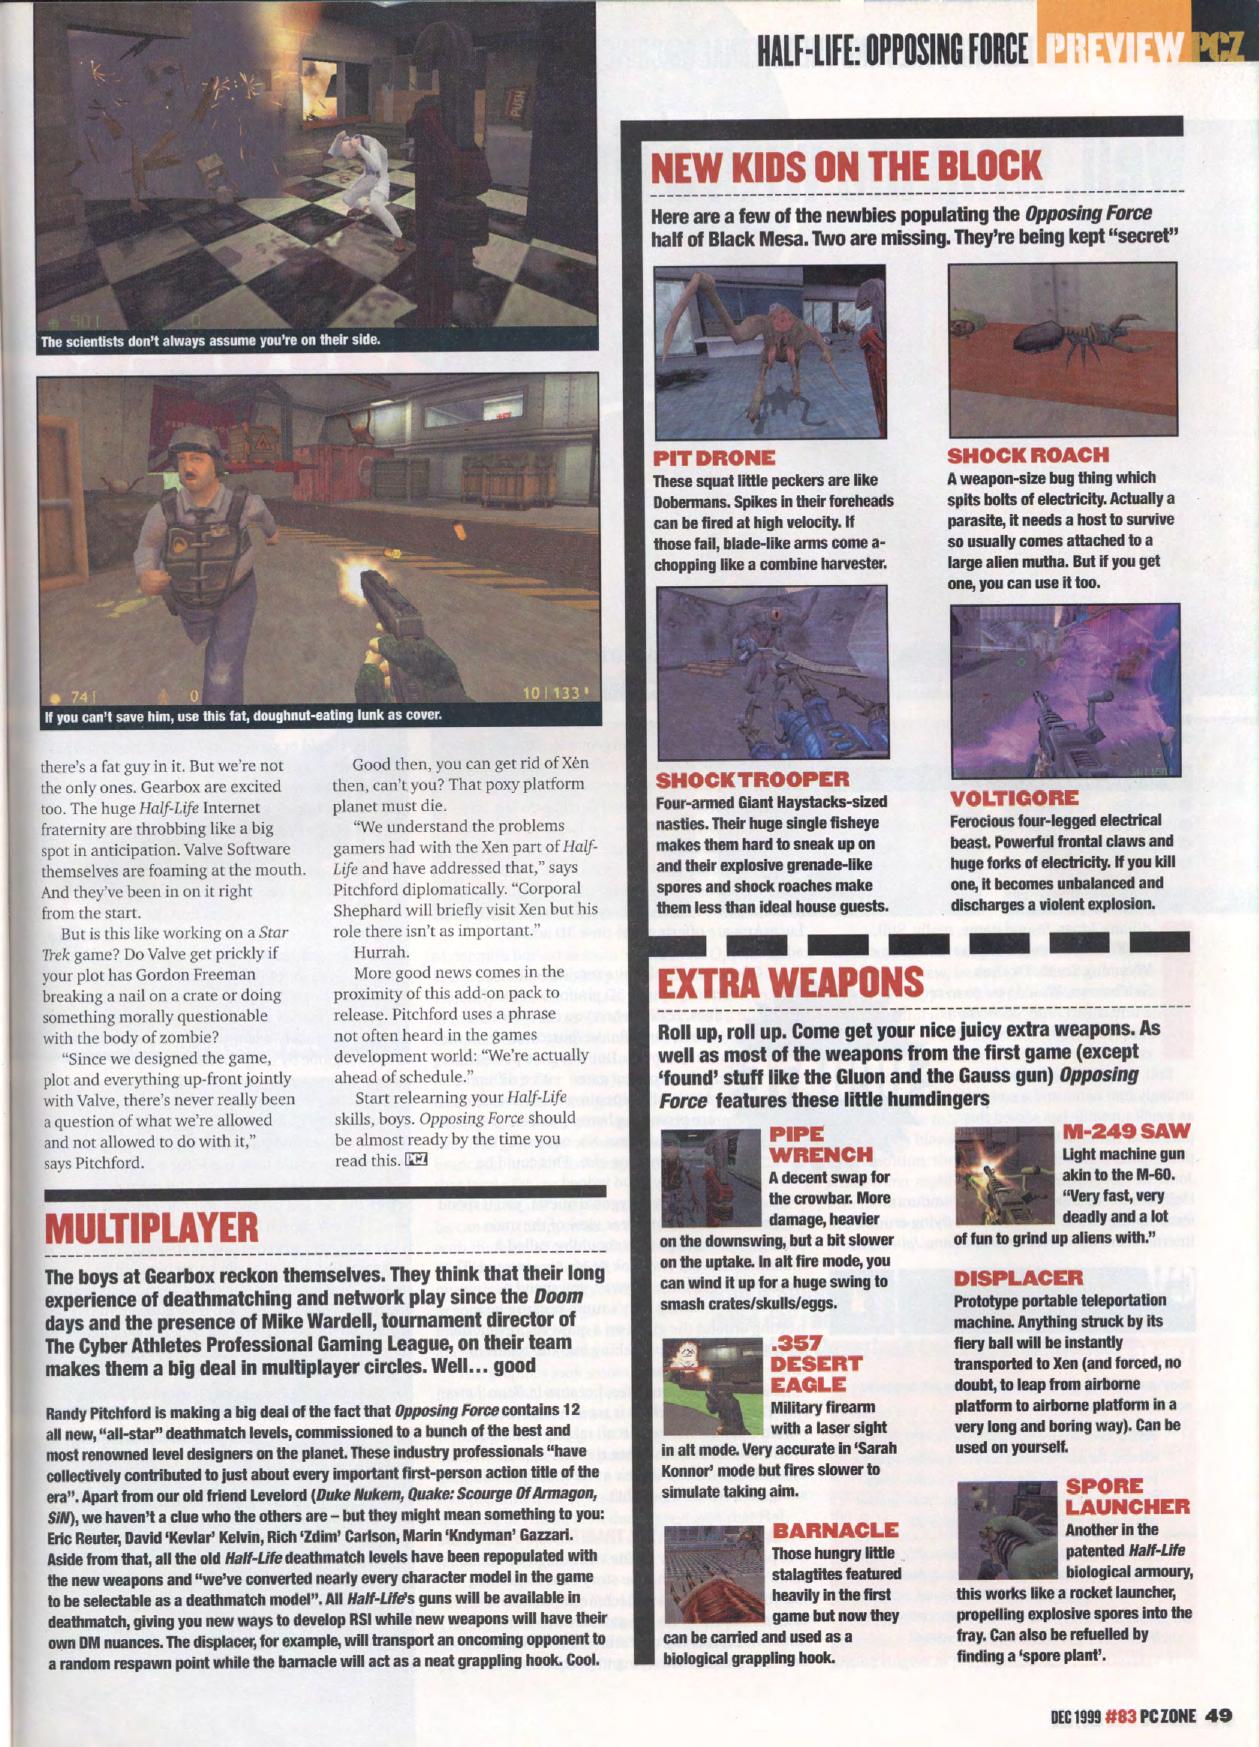 HALF-LIFE: OPPOSING FORCE PREVIEW PCZ
PUSH
The scientists don't always assume you're on their side.
74
0
10 | 133
If you can't save him, use this fat, doughnut-eating lunk as cover.
there's a fat guy in it. But we're not
the only ones. Gearbox are excited
too. The huge Half-Life Internet
fraternity are throbbing like a big
spot in anticipation. Valve Software
themselves are foaming at the mouth.
And they've been in on it right
from the start.
But is this like working on a Star
Trek game? Do Valve get prickly if
your plot has Gordon Freeman
breaking a nail on a crate or doing
something morally questionable
with the body of zombie?
"Since we designed the game,
plot and everything up-front jointly
with Valve, there's never really been
a question of what we're allowed
and not allowed to do with it,"
says Pitchford.
Good then, you can get rid of Xen
then, can't you? That poxy platform
planet must die.
"We understand the problems
gamers had with the Xen part of Half-
Life and have addressed that," says
Pitchford diplomatically. "Corporal
Shephard will briefly visit Xen but his
role there isn't as important."
Hurrah.
More good news comes in the
proximity of this add-on pack to
release. Pitchford uses a phrase
not often heard in the games
development world: "We're actually
ahead of schedule."
Start relearning your Half-Life
skills, boys. Opposing Force should
be almost ready by the time you
read this. PCZ
MULTIPLAYER
The boys at Gearbox reckon themselves. They think that their long
experience of deathmatching and network play since the Doom
days and the presence of Mike Wardell, tournament director of
The Cyber Athletes Professional Gaming League, on their team
makes them a big deal in multiplayer circles. Well... good
Randy Pitchford is making a big deal of the fact that Opposing Force contains 12
all new, "all-star" deathmatch levels, commissioned to a bunch of the best and
most renowned level designers on the planet. These industry professionals "have
collectively contributed to just about every important first-person action title of the
era". Apart from our old friend Levelord (Duke Nukem, Quake: Scourge Of Armagon,
SiN), we haven't a clue who the others are – but they might mean something to you:
Eric Reuter, David 'Kevlar' Kelvin, Rich 'Zdim' Carlson, Marin 'Kndyman' Gazzari.
Aside from that, all the old Half-Life deathmatch levels have been repopulated with
the new weapons and "we've converted nearly every character model in the game
to be selectable as a deathmatch model". All Half-Life's guns will be available in
deathmatch, giving you new ways to develop RSI while new weapons will have their
own DM nuances. The displacer, for example, will transport an oncoming opponent to
a random respawn point while the barnacle will act as a neat grappling hook. Cool.
NEW KIDS ON THE BLOCK
Here are a few of the newbies populating the Opposing Force
half of Black Mesa. Two are missing. They're being kept "secret"
PIT DRONE
These squat little peckers are like
Dobermans. Spikes in their foreheads
can be fired at high velocity. If
those fail, blade-like arms come a-
chopping like a combine harvester.
SHOCK ROACH
A weapon-size bug thing which
spits bolts of electricity. Actually a
parasite, it needs a host to survive
so usually comes attached to a
large alien mutha. But if you get
one, you can use it too.
SHOCK TROOPER
Four-armed Giant Haystacks-sized
nasties. Their huge single fisheye
makes them hard to sneak up on
and their explosive grenade-like
spores and shock roaches make
them less than ideal house guests.
VOLTIGORE
Ferocious four-legged electrical
beast. Powerful frontal claws and
huge forks of electricity. If you kill
one, it becomes unbalanced and
discharges a violent explosion.
EXTRA WEAPONS
Roll up, roll up. Come get your nice juicy extra weapons. As
well as most of the weapons from the first game (except
'found' stuff like the Gluon and the Gauss gun) Opposing
Force features these little humdingers
PIPE
WRENCH
A decent swap for
the crowbar. More
damage, heavier
on the downswing, but a bit slower
on the uptake. In alt fire mode, you
can wind it up for a huge swing to
smash crates/skulls/eggs.
.357
DESERT
EAGLE
Military firearm
with a laser sight
in alt mode. Very accurate in 'Sarah
Konnor' mode but fires slower to
simulate taking aim.
BARNACLE
Those hungry little
stalagtites featured
heavily in the first
game but now they
can be carried and used as a
biological grappling hook.
M-249 SAW
Light machine gun
akin to the M-60.
"Very fast, very
deadly and a lot
of fun to grind up aliens with."
DISPLACER
Prototype portable teleportation
machine. Anything struck by its
fiery ball will be instantly
transported to Xen (and forced, no
doubt, to leap from airborne
platform to airborne platform in a
very long and boring way). Can be
used on yourself.
SPORE
LAUNCHER
Another in the
patented Half-Life
biological armoury,
this works like a rocket launcher,
propelling explosive spores into the
fray. Can also be refuelled by
finding a 'spore plant'.
DEC 1999 #83 PC ZONE 49